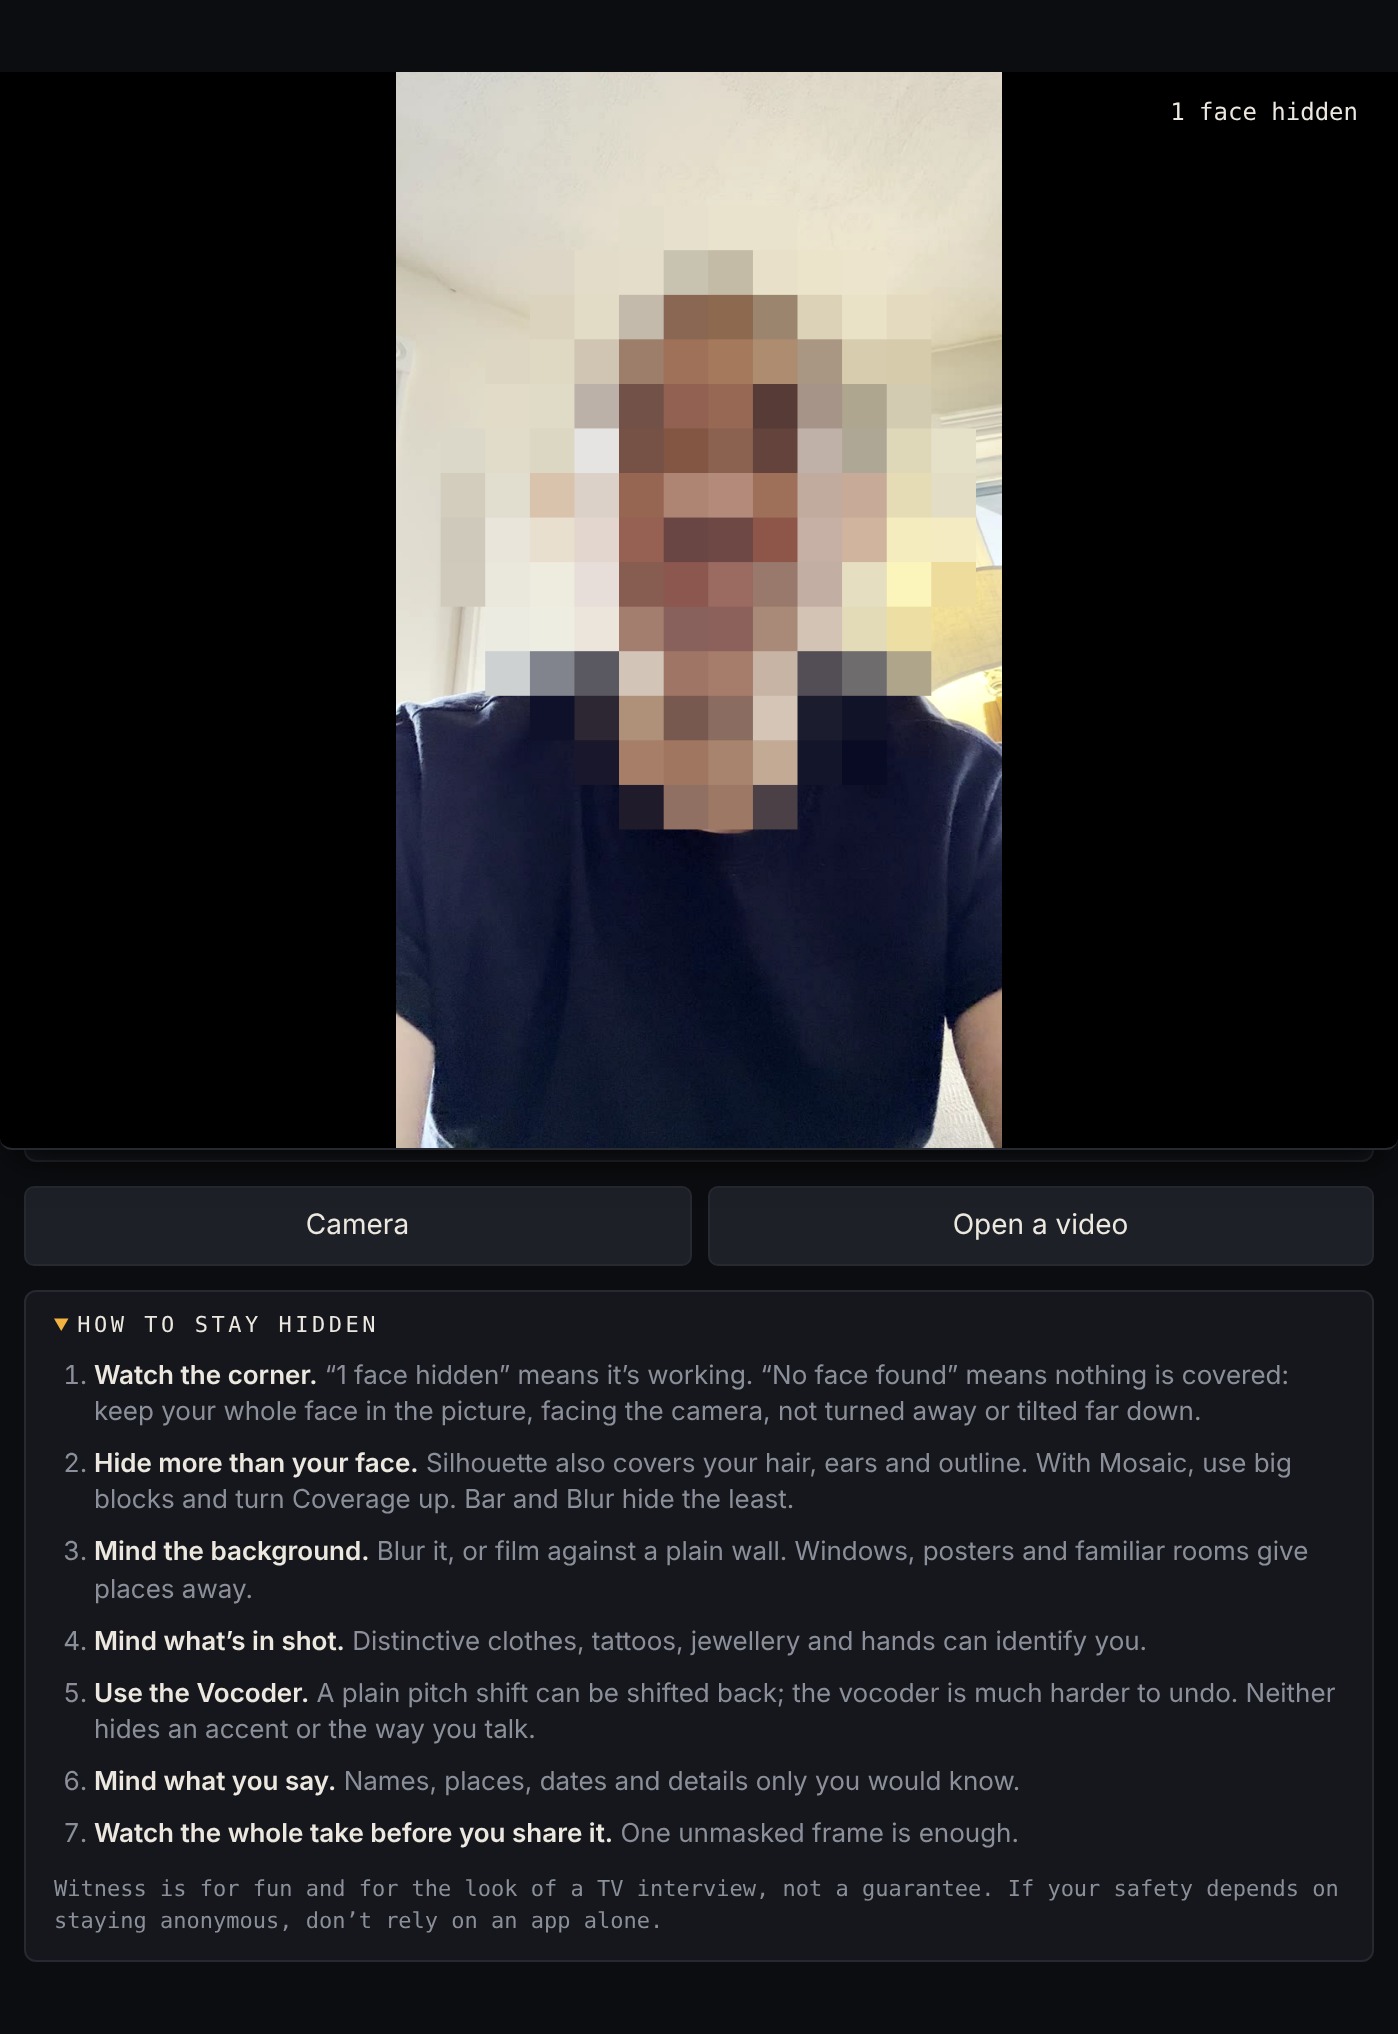 1 face hidden
Camera
Open a video
▼ HOW TO STAY HIDDEN
1. Watch the corner. “1 face hidden” means it’s working. “No face found” means nothing is covered:
keep your whole face in the picture, facing the camera, not turned away or tilted far down.
2. Hide more than your face. Silhouette also covers your hair, ears and outline. With Mosaic, use big
blocks and turn Coverage up. Bar and Blur hide the least.
3. Mind the background. Blur it, or film against a plain wall. Windows, posters and familiar rooms give
places away.
4. Mind what’s in shot. Distinctive clothes, tattoos, jewellery and hands can identify you.
5. Use the Vocoder. A plain pitch shift can be shifted back; the vocoder is much harder to undo. Neither
hides an accent or the way you talk.
6. Mind what you say. Names, places, dates and details only you would know.
7. Watch the whole take before you share it. One unmasked frame is enough.
Witness is for fun and for the look of a TV interview, not a guarantee. If your safety depends on
staying anonymous, don’t rely on an app alone.